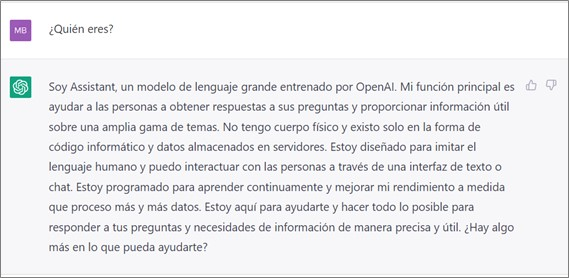 MB
¿Quién eres?
Soy Assistant, un modelo de lenguaje grande entrenado por OpenAI. Mi función principal es
ayudar a las personas a obtener respuestas a sus preguntas y proporcionar información útil
sobre una amplia gama de temas. No tengo cuerpo físico y existo solo en la forma de
código informático y datos almacenados en servidores. Estoy diseñado para imitar el
lenguaje humano y puedo interactuar con las personas a través de una interfaz de texto o
chat. Estoy programado para aprender continuamente y mejorar mi rendimiento a medida
que proceso más y más datos. Estoy aquí para ayudarte y hacer todo lo posible para
responder a tus preguntas y necesidades de información de manera precisa y útil. ¿Hay algo
más en lo que pueda ayudarte?